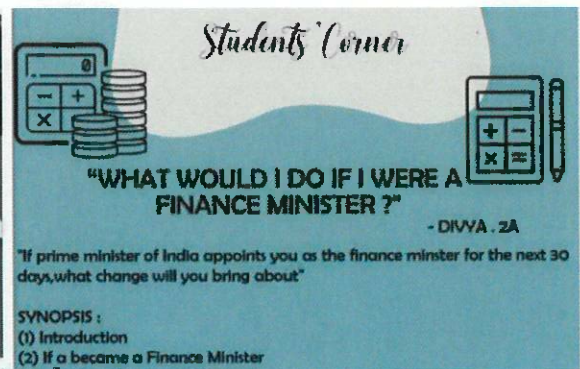 Students' Corner
0
- +
X
+ -
X =
"WHAT WOULD I DO IF I WERE A
FINANCE MINISTER ?"
- DIVYA . 2A
"If prime minister of India appoints you as the finance minster for the next 30
days,what change will you bring about"
SYNOPSIS :
(1) Introduction
(2) If a became a Finance Minister